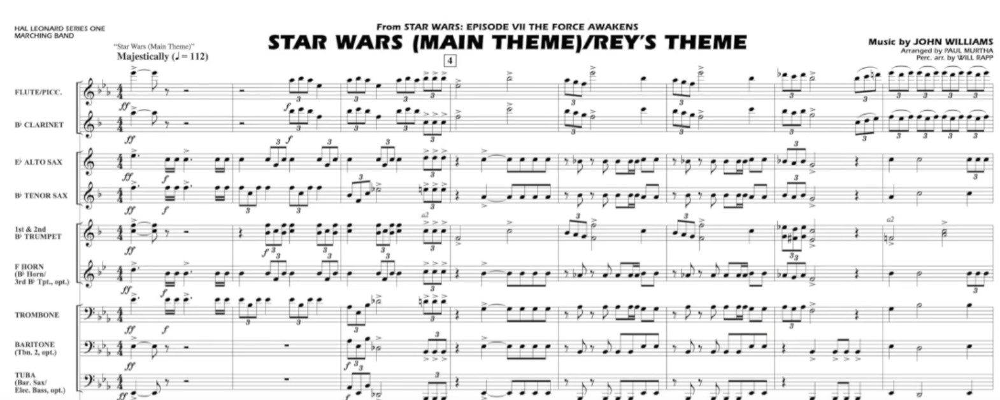 HAL LEONARD SERIES ONE
MARCHING BAND
From STAR WARS: EPISODE VII THE FORCE AWAKENS
STAR WARS (MAIN THEME)/REY'S THEME
Music by JOHN WILLIAMS
Arranged by PAUL MURTHA
Perc. arr. by WILL RAPP
"Star Wars (Main Theme)"
Majestically (♩ = 112)
4
FLUTE/PICC.
B♭ CLARINET
E♭ ALTO SAX
B♭ TENOR SAX
1st & 2nd
B♭ TRUMPET
F HORN
(B♭ Horn/
3rd B♭ Tpt., opt.)
TROMBONE
BARITONE
(Tbn. 2, opt.)
TUBA
(Bar. Sax/
Elec. Bass, opt.)